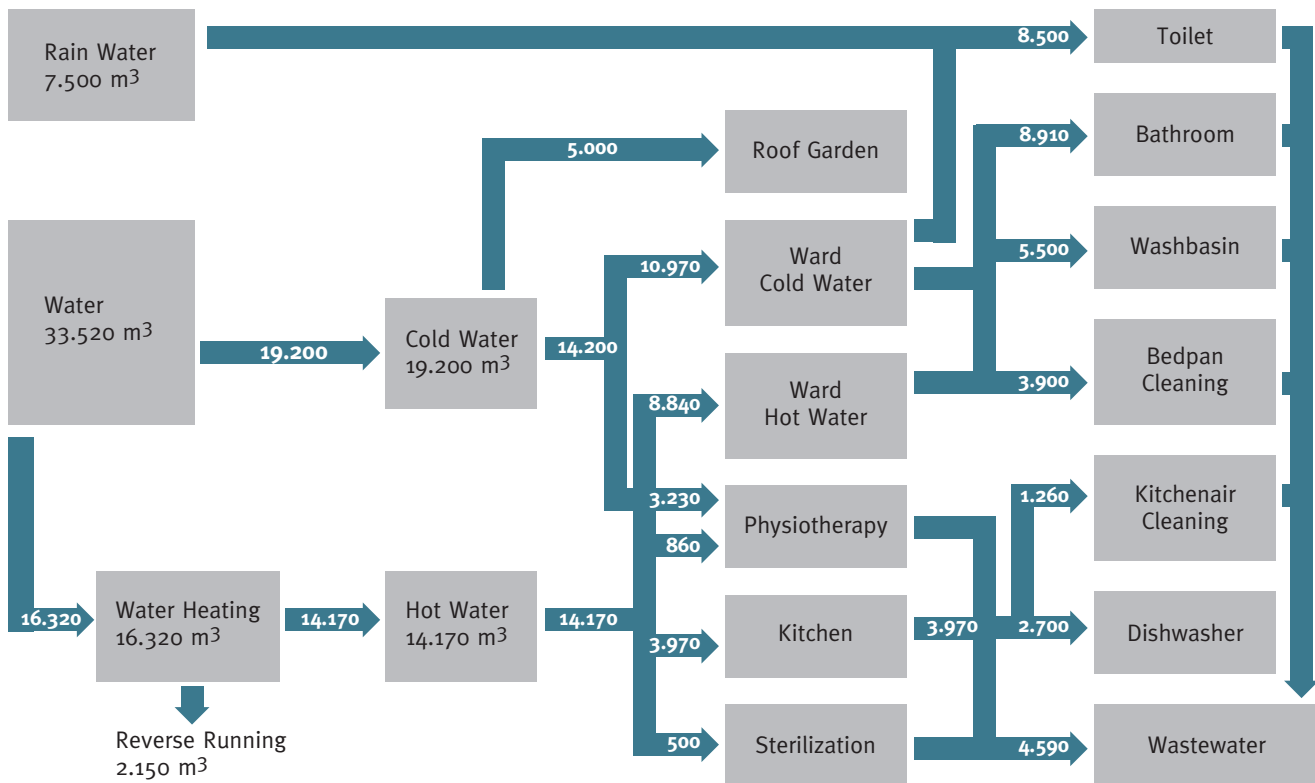 Rain Water
7.500 m3
8.500
Toilet
5.000
Roof Garden
8.910
Bathroom
Water
33.520 m3
10.970
Ward
Cold Water
5.500
Washbasin
19.200
Cold Water
19.200 m3
14.200
8.840
Ward
Hot Water
3.900
Bedpan
Cleaning
3.230
860
Physiotherapy
1.260
Kitchenair
Cleaning
16.320
Water Heating
16.320 m3
14.170
Hot Water
14.170 m3
14.170
3.970
Kitchen
3.970
2.700
Dishwasher
Reverse Running
2.150 m3
500
Sterilization
4.590
Wastewater